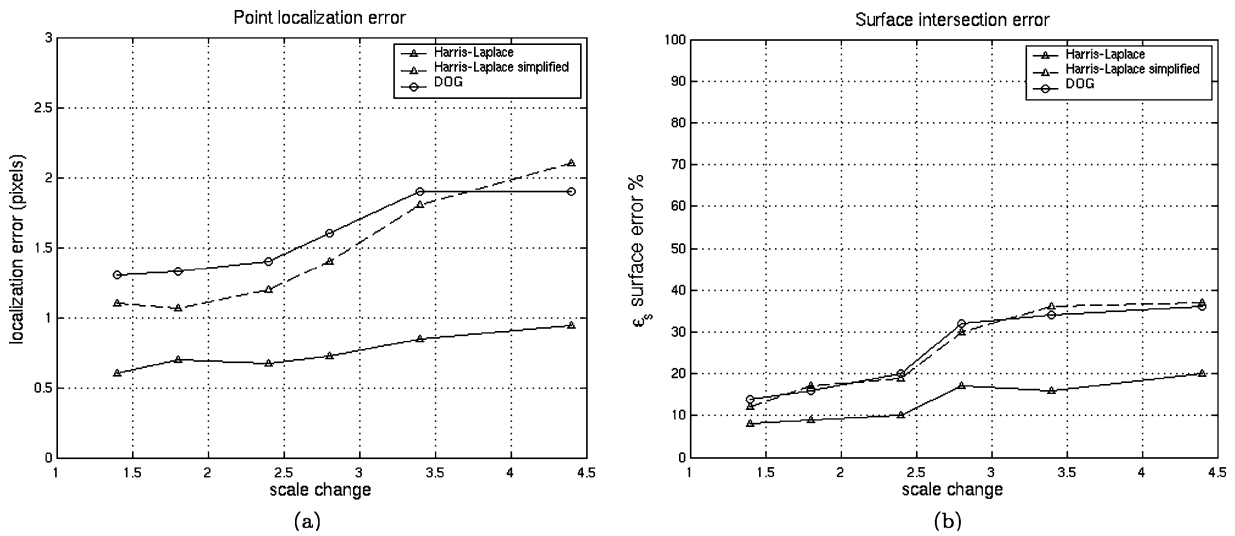 Point localization error
3
2.5
2
1.5
1
0.5
0
localization error (pixels)
Harris-Laplace
Harris-Laplace simplified
DOG
1 1.5 2 2.5 3 3.5 4 4.5
scale change
(a)
Surface intersection error
100
90
80
70
60
50
40
30
20
10
0
εs surface error %
Harris-Laplace
Harris-Laplace simplified
DOG
1 1.5 2 2.5 3 3.5 4 4.5
scale change
(b)